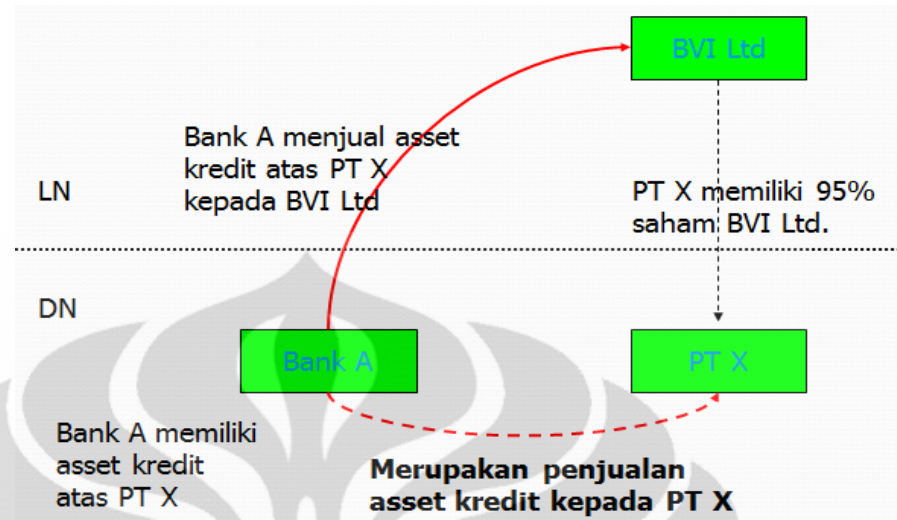 BVI Ltd
Bank A menjual asset
kredit atas PT X
kepada BVI Ltd
LN
PT X memiliki 95%
saham BVI Ltd.
DN
Bank A
PT X
Bank A memiliki
asset kredit
atas PT X
Merupakan penjualan
asset kredit kepada PT X